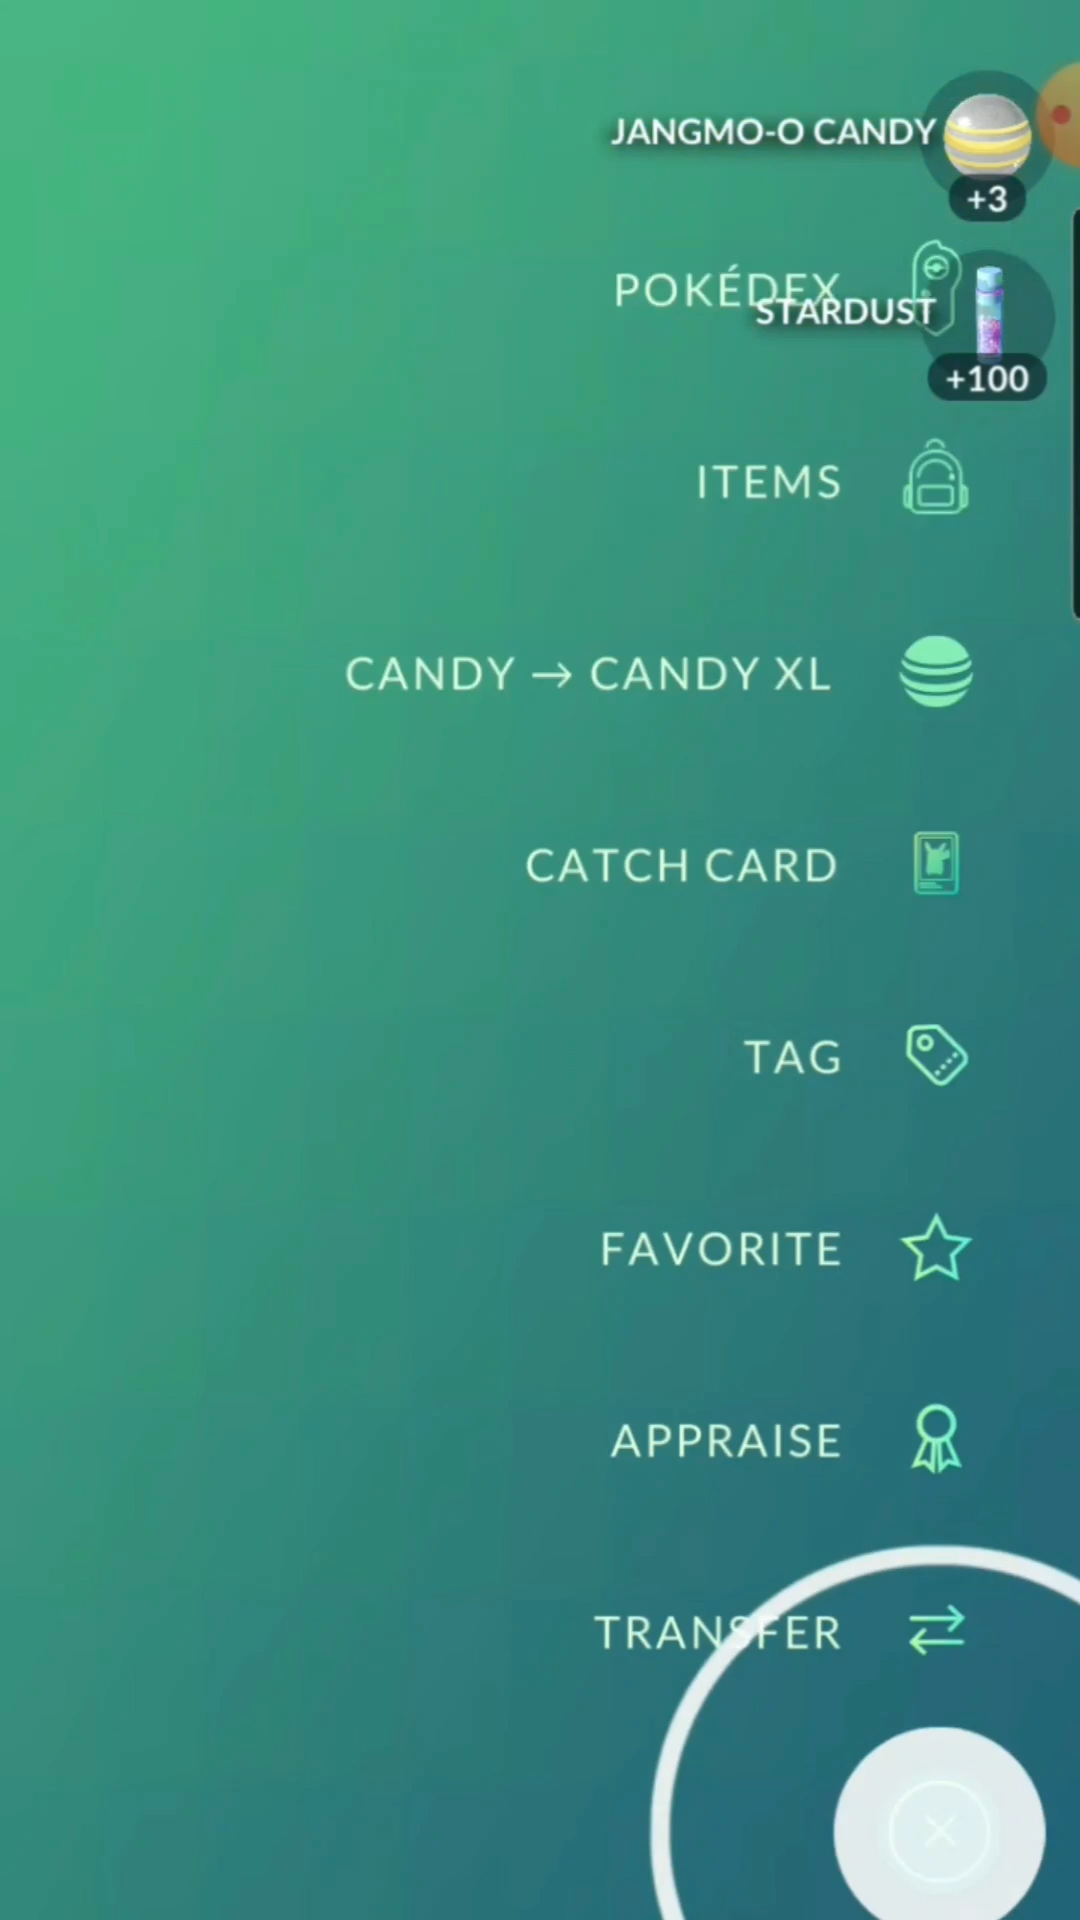 JANGMO-O CANDY
+3
POKÉDEX
STARDUST
+100
ITEMS
CANDY → CANDY XL
CATCH CARD
TAG
FAVORITE
APPRAISE
TRANSFER